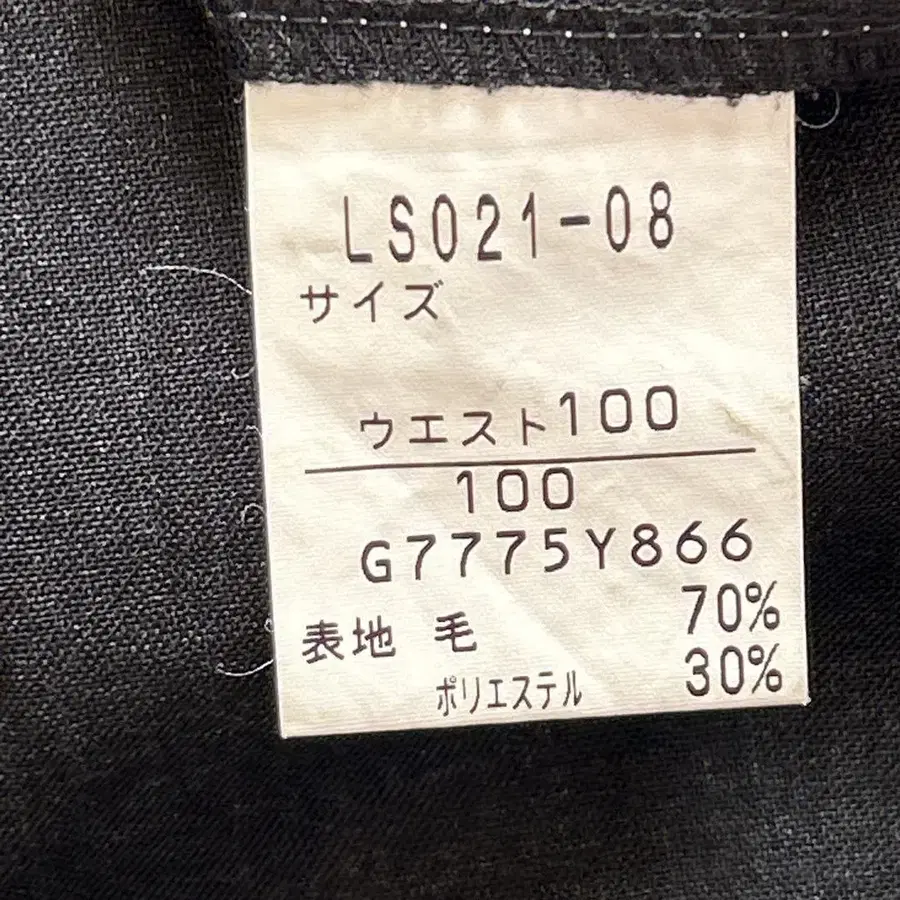 LS021-08
サイズ
ウエスト100
100
G7775Y866
表地 毛 70%
ポリエステル 30%